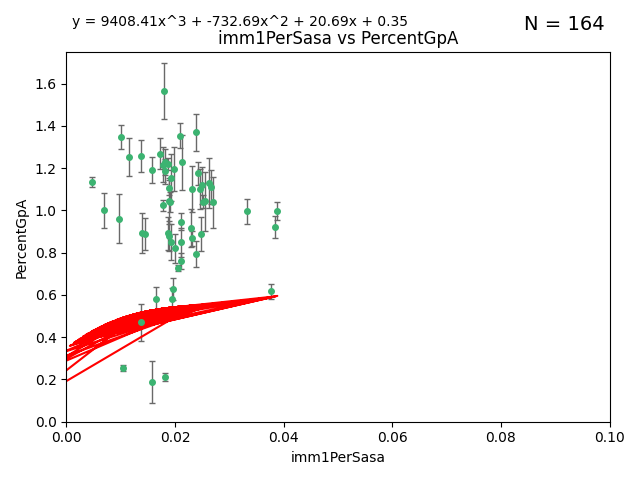 y = 9408.41x^3 + -732.69x^2 + 20.69x + 0.35
N = 164
imm1PerSasa vs PercentGpA
PercentGpA
1.6
1.4
1.2
1.0
0.8
0.6
0.4
0.2
0.0
0.00 0.02 0.04 0.06 0.08 0.10
imm1PerSasa